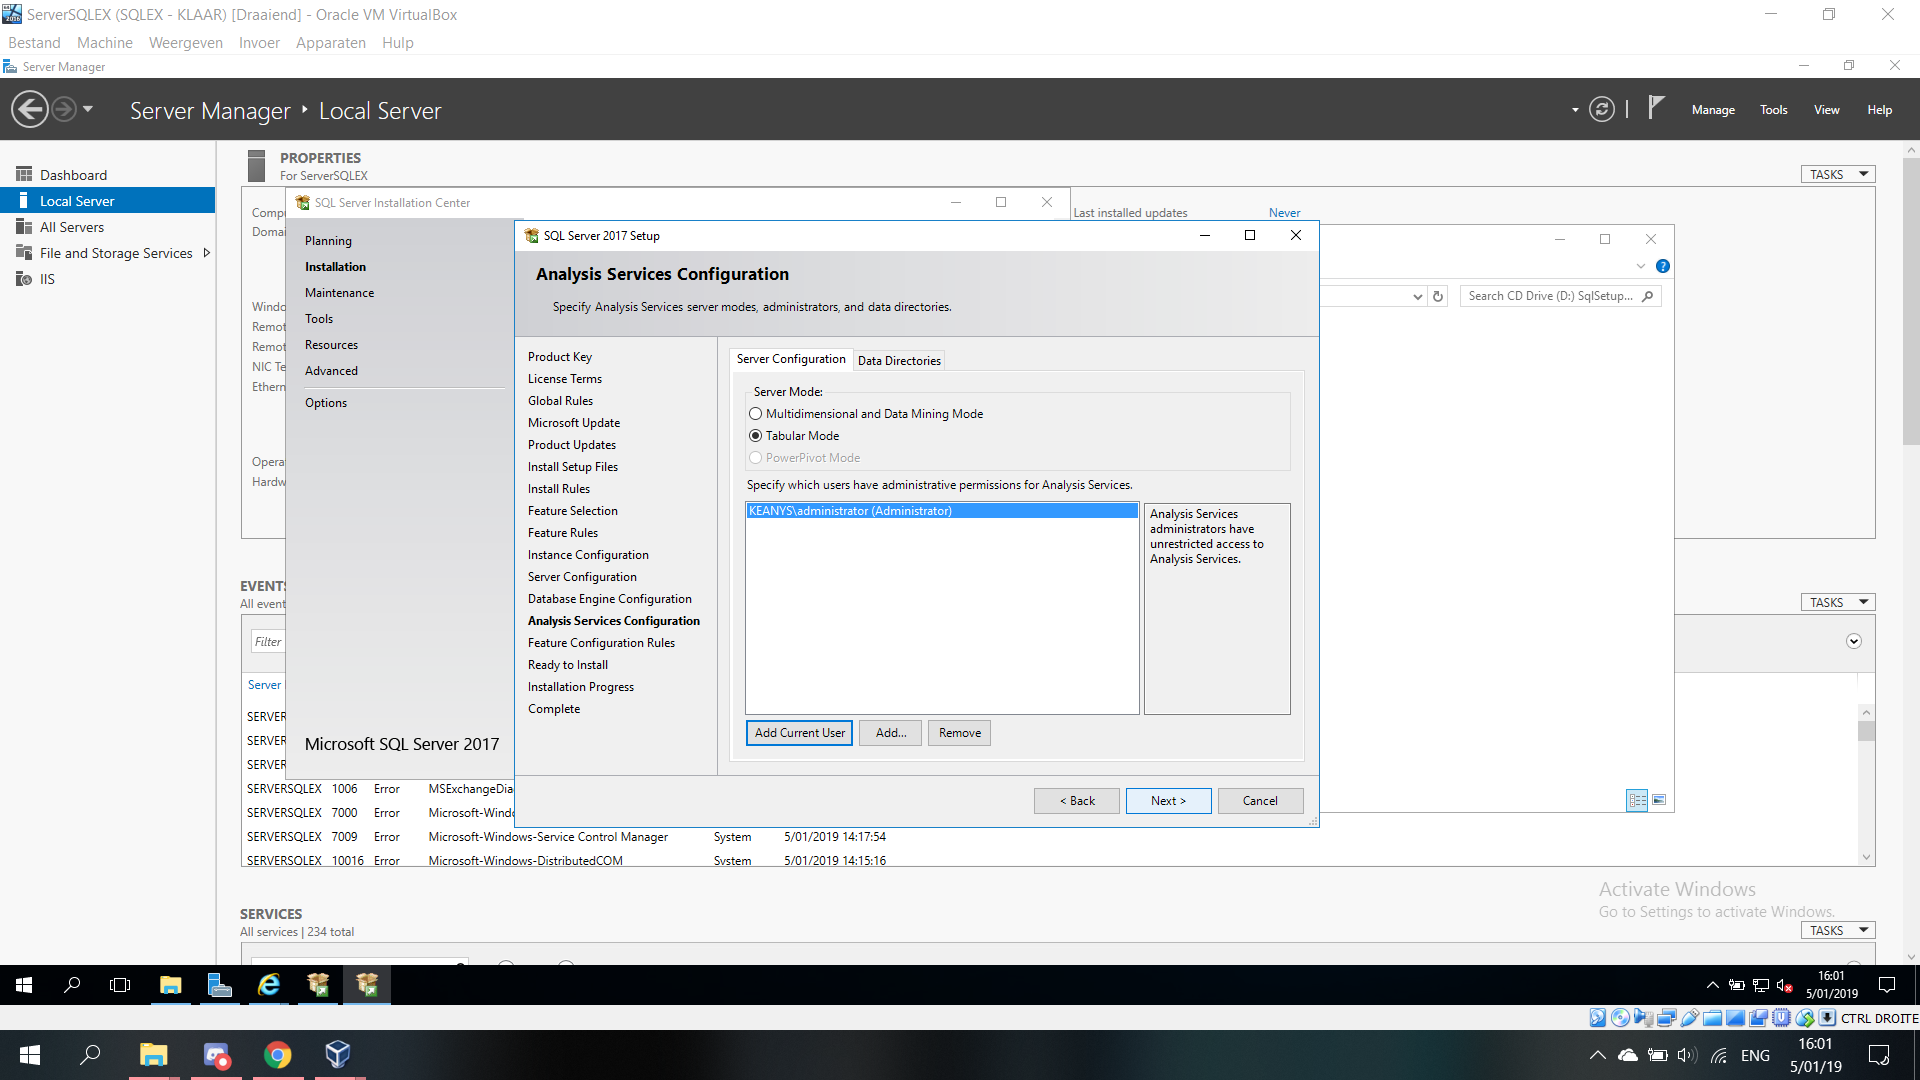 ServerSQLEX (SQLEX - KLAAR) [Draaiend] - Oracle VM VirtualBox
Bestand Machine Weergeven Invoer Apparaten Hulp
Server Manager
Server Manager Local Server
Manage Tools View Help
Dashboard
Local Server
All Servers
File and Storage Services
IIS
PROPERTIES
For ServerSQLEX
TASKS
Last installed updates Never
Operat
Hardw
SQL Server Installation Center
Planning
Installation
Maintenance
Tools
Resources
Advanced
Options
Microsoft SQL Server 2017
SQL Server 2017 Setup
Analysis Services Configuration
Specify Analysis Services server modes, administrators, and data directories.
Product Key
License Terms
Global Rules
Microsoft Update
Product Updates
Install Setup Files
Install Rules
Feature Selection
Feature Rules
Instance Configuration
Server Configuration
Database Engine Configuration
Analysis Services Configuration
Feature Configuration Rules
Ready to Install
Installation Progress
Complete
Server Configuration Data Directories
Server Mode:
Multidimensional and Data Mining Mode
Tabular Mode
PowerPivot Mode
Specify which users have administrative permissions for Analysis Services.
KEANYS\administrator (Administrator)
Analysis Services
administrators have
unrestricted access to
Analysis Services.
Add Current User Add... Remove
< Back Next > Cancel
Search CD Drive (D:) SqlSetup...
EVENTS
All event
TASKS
Filter
Server
SERVER
SERVER
SERVER
SERVERSQLEX 1006 Error MSExchangeDia
SERVERSQLEX 7000 Error Microsoft-Windo
SERVERSQLEX 7009 Error Microsoft-Windows-Service Control Manager System 5/01/2019 14:17:54
SERVERSQLEX 10016 Error Microsoft-Windows-DistributedCOM System 5/01/2019 14:15:16
Activate Windows
Go to Settings to activate Windows.
SERVICES
All services | 234 total
TASKS
16:01
5/01/2019
CTRL DROITE
ENG
16:01
5/01/19